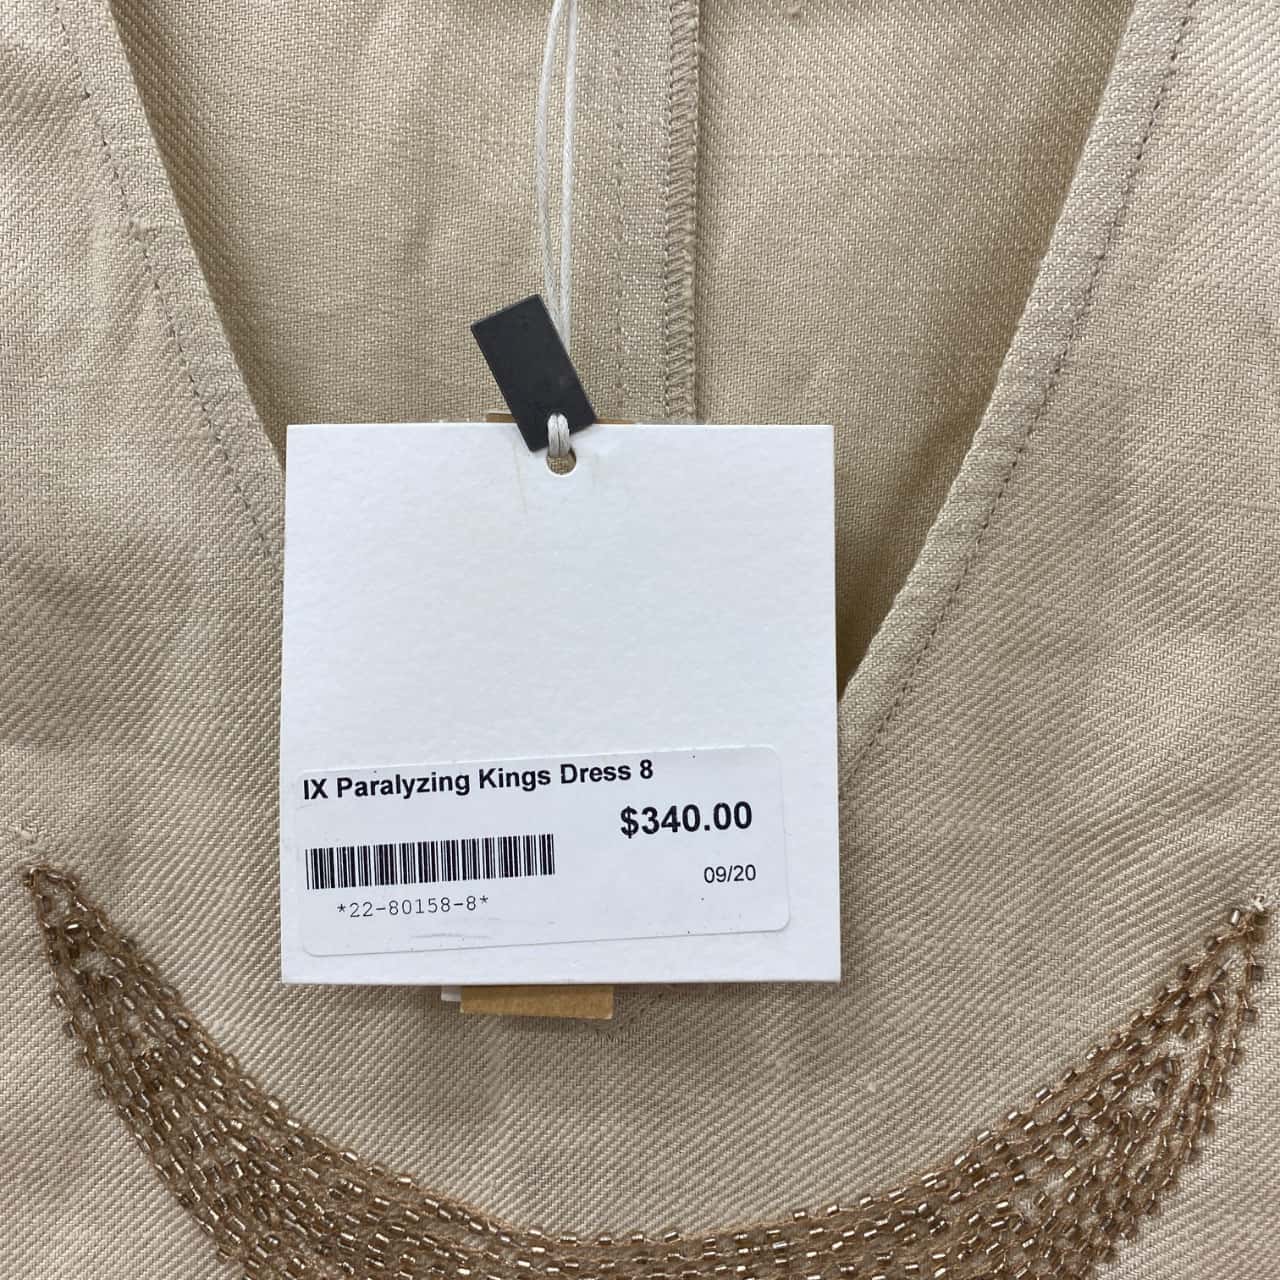 IX Paralyzing Kings Dress 8
$340.00
09/20
*22-80158-8*